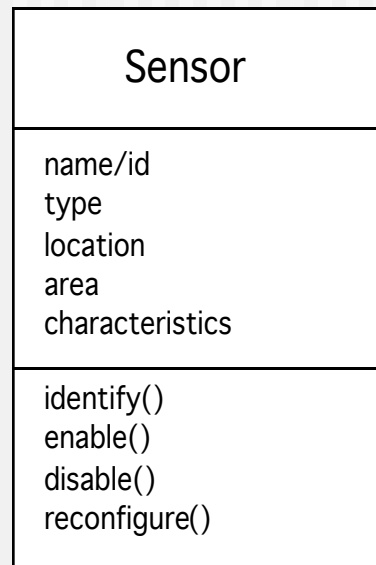 Sensor
name/id
type
location
area
characteristics
identify()
enable()
disable()
reconfigure()